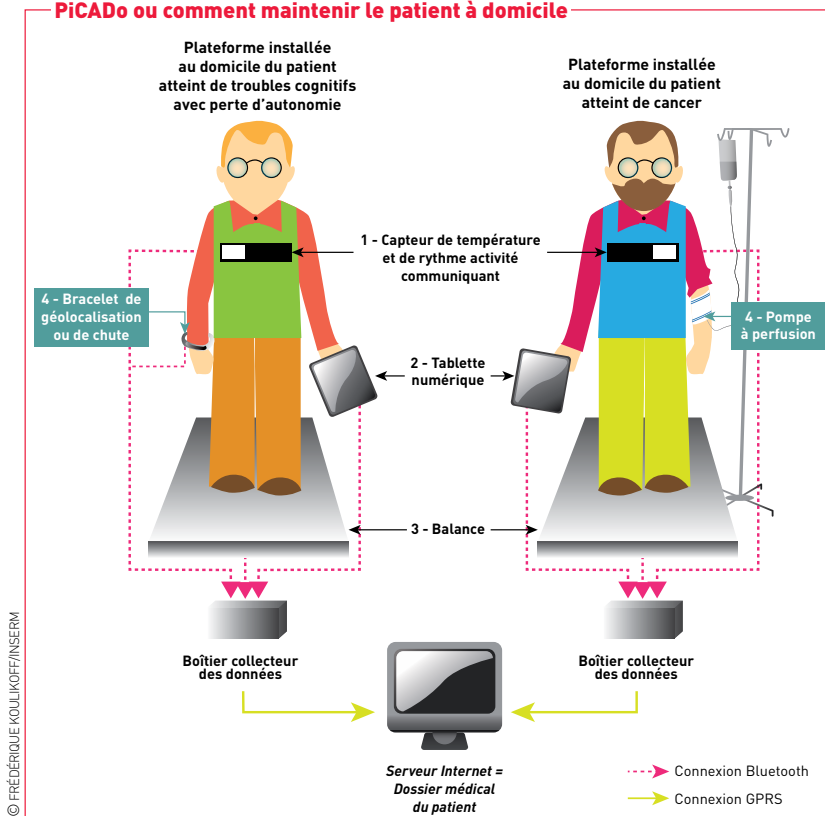 PiCADo ou comment maintenir le patient à domicile
Plateforme installée
au domicile du patient
atteint de troubles cognitifs
avec perte d'autonomie
Plateforme installée
au domicile du patient
atteint de cancer
1 - Capteur de température
et de rythme activité
communiquant
4 - Bracelet de
géolocalisation
ou de chute
4 - Pompe
à perfusion
2 - Tablette
numérique
3 - Balance
Boîtier collecteur
des données
Boîtier collecteur
des données
Serveur Internet =
Dossier médical
du patient
Connexion Bluetooth
Connexion GPRS
© FRÉDÉRIQUE KOULIKOFF/INSERM